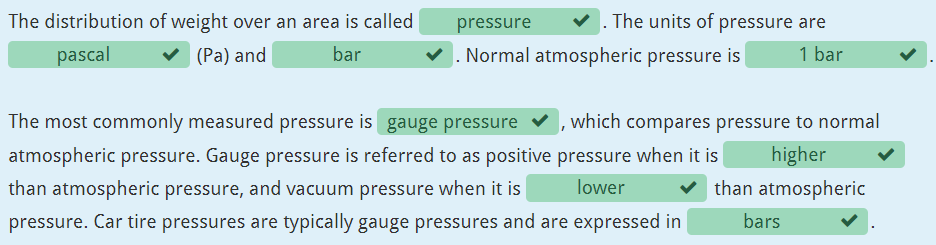 The distribution of weight over an area is called pressure ✔ . The units of pressure are
pascal ✔ (Pa) and bar ✔ . Normal atmospheric pressure is 1 bar ✔ .
The most commonly measured pressure is gauge pressure ✔ , which compares pressure to normal
atmospheric pressure. Gauge pressure is referred to as positive pressure when it is higher ✔
than atmospheric pressure, and vacuum pressure when it is lower ✔ than atmospheric
pressure. Car tire pressures are typically gauge pressures and are expressed in bars ✔ .